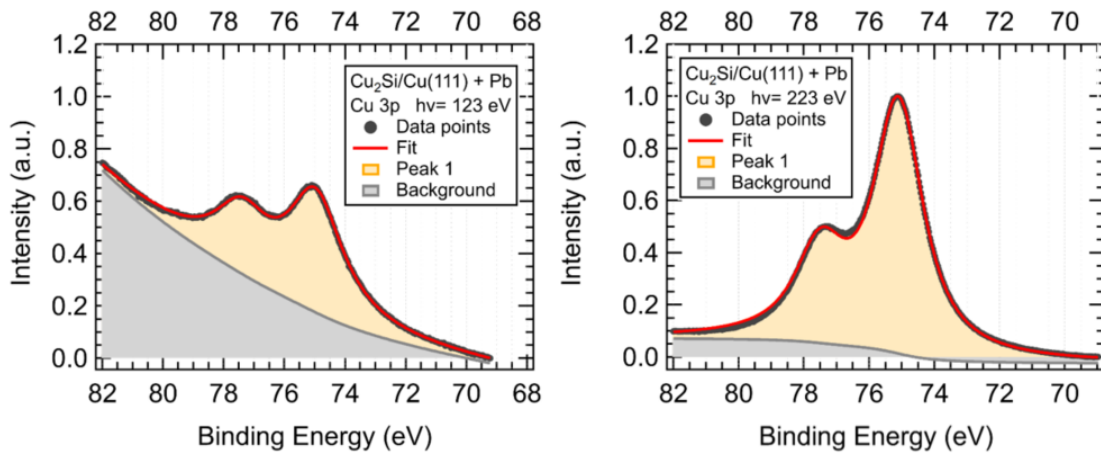 82 80 78 76 74 72 70 68
1.2
1.0
0.8
0.6
0.4
0.2
0.0
Intensity (a.u.)
Cu₂Si/Cu(111) + Pb
Cu 3p hν= 123 eV
Data points
Fit
Peak 1
Background
82 80 78 76 74 72 70 68
Binding Energy (eV)
82 80 78 76 74 72 70
1.2
1.0
0.8
0.6
0.4
0.2
0.0
Intensity (a.u.)
Cu₂Si/Cu(111) + Pb
Cu 3p hν= 223 eV
Data points
Fit
Peak 1
Background
82 80 78 76 74 72 70
Binding Energy (eV)